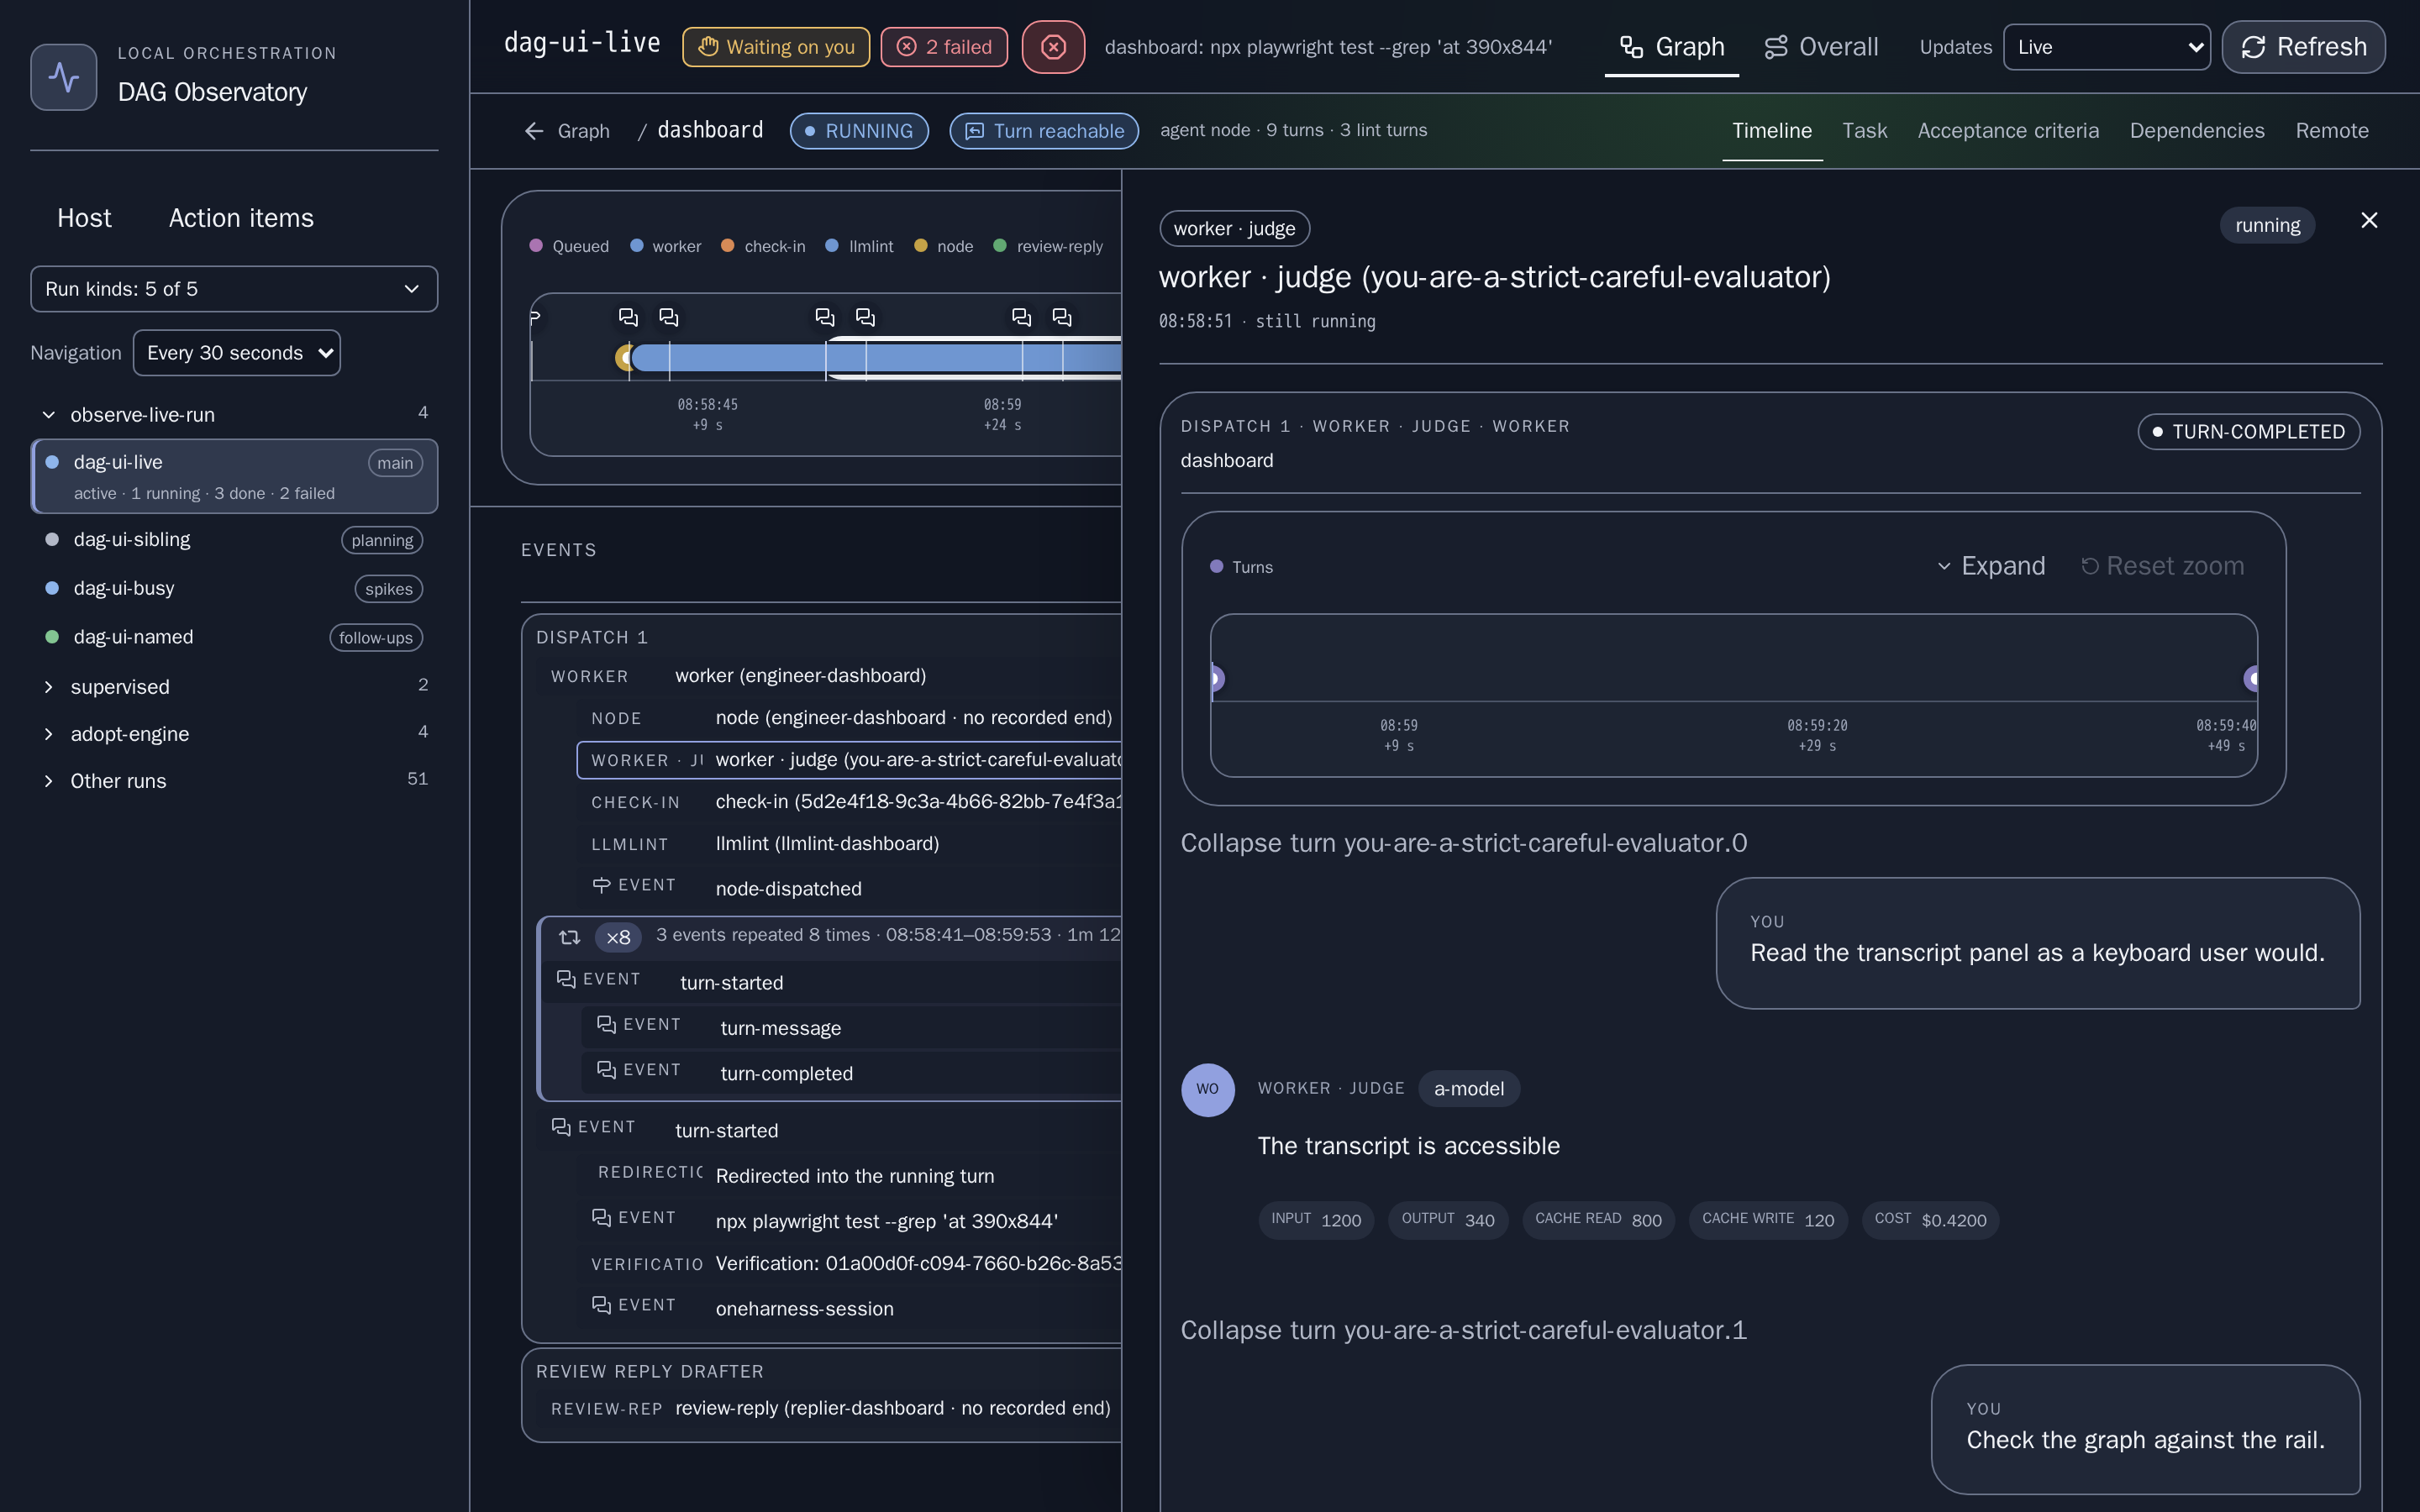 LOCAL ORCHESTRATION
DAG Observatory
Host
Action items
Run kinds: 5 of 5
Navigation
Every 30 seconds
observe-live-run
4
dag-ui-live
main
active · 1 running · 3 done · 2 failed
dag-ui-sibling
planning
dag-ui-busy
spikes
dag-ui-named
follow-ups
supervised
2
adopt-engine
4
Other runs
51
dag-ui-live
Waiting on you
2 failed
dashboard: npx playwright test --grep 'at 390x844'
Graph
Overall
Updates
Live
Refresh
Graph
/ dashboard
RUNNING
Turn reachable
agent node · 9 turns · 3 lint turns
Timeline
Task
Acceptance criteria
Dependencies
Remote
Queued
worker
check-in
llmlint
node
review-reply
08:58:45
+9 s
08:59
+24 s
EVENTS
DISPATCH 1
WORKER
worker (engineer-dashboard)
NODE
node (engineer-dashboard · no recorded end)
WORKER · JU
worker · judge (you-are-a-strict-careful-evaluato
CHECK-IN
check-in (5d2e4f18-9c3a-4b66-82bb-7e4f3a1
LLMLINT
llmlint (llmlint-dashboard)
EVENT
node-dispatched
×8
3 events repeated 8 times · 08:58:41–08:59:53 · 1m 12
EVENT
turn-started
EVENT
turn-message
EVENT
turn-completed
EVENT
turn-started
REDIRECTIO
Redirected into the running turn
EVENT
npx playwright test --grep 'at 390x844'
VERIFICATIO
Verification: 01a00d0f-c094-7660-b26c-8a53
EVENT
oneharness-session
REVIEW REPLY DRAFTER
REVIEW-REP
review-reply (replier-dashboard · no recorded end)
worker · judge
running
worker · judge (you-are-a-strict-careful-evaluator)
08:58:51 · still running
DISPATCH 1 · WORKER · JUDGE · WORKER
TURN-COMPLETED
dashboard
Turns
Expand
Reset zoom
08:59
+9 s
08:59:20
+29 s
08:59:40
+49 s
Collapse turn you-are-a-strict-careful-evaluator.0
YOU
Read the transcript panel as a keyboard user would.
WO
WORKER · JUDGE
a-model
The transcript is accessible
INPUT 1200
OUTPUT 340
CACHE READ 800
CACHE WRITE 120
COST $0.4200
Collapse turn you-are-a-strict-careful-evaluator.1
YOU
Check the graph against the rail.